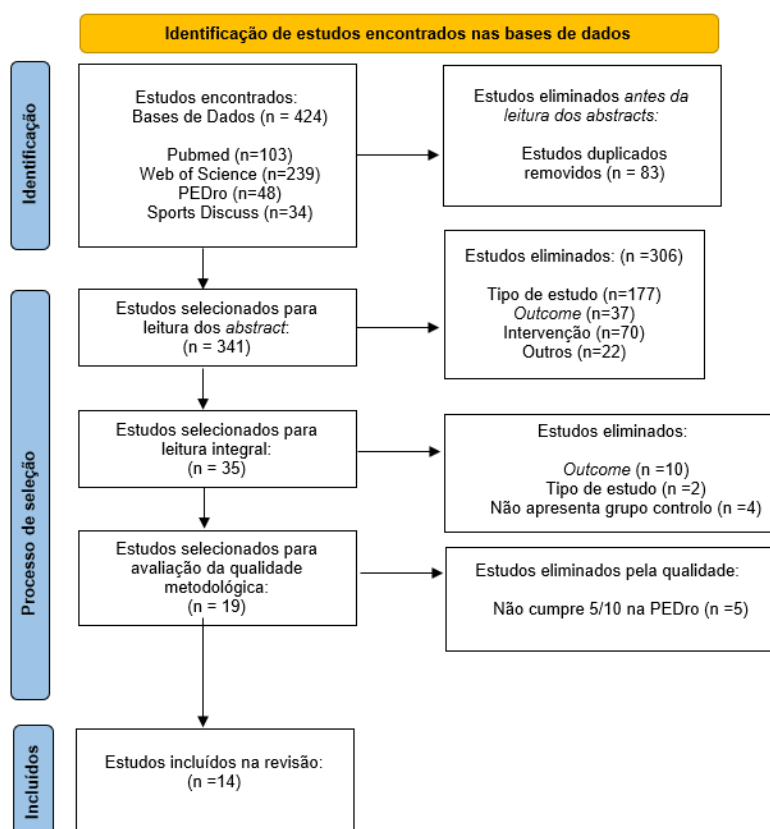 Identificação de estudos encontrados nas bases de dados
Identificação
Estudos encontrados:
Bases de Dados (n = 424)
Pubmed (n=103)
Web of Science (n=239)
PEDro (n=48)
Sports Discuss (n=34)
Estudos eliminados antes da
leitura dos abstracts:
Estudos duplicados
removidos (n = 83)
Processo de seleção
Estudos selecionados para
leitura dos abstract:
(n = 341)
Estudos eliminados: (n =306)
Tipo de estudo (n=177)
Outcome (n=37)
Intervenção (n=70)
Outros (n=22)
Estudos selecionados para
leitura integral:
(n = 35)
Estudos eliminados:
Outcome (n =10)
Tipo de estudo (n =2)
Não apresenta grupo controlo (n =4)
Estudos selecionados para
avaliação da qualidade
metodológica:
(n = 19)
Estudos eliminados pela qualidade:
Não cumpre 5/10 na PEDro (n =5)
Incluídos
Estudos incluídos na revisão:
(n =14)